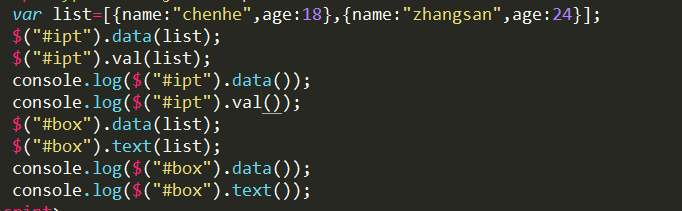 var list=[{name:"chenhe",age:18},{name:"zhangsan",age:24}];
$("#ipt").data(list);
$("#ipt").val(list);
console.log($("#ipt").data());
console.log($("#ipt").val());
$("#box").data(list);
$("#box").text(list);
console.log($("#box").data());
console.log($("#box").text());